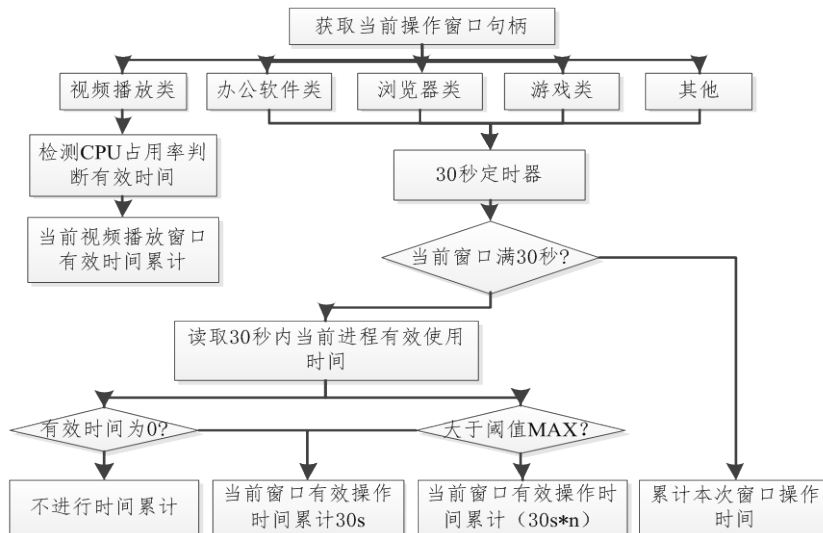 获取当前操作窗口句柄
视频播放类
办公软件类
浏览器类
游戏类
其他
检测CPU占用率判
断有效时间
30秒定时器
当前视频播放窗口
有效时间累计
当前窗口满30秒?
读取30秒内当前进程有效使用
时间
有效时间为0?
大于阈值MAX?
不进行时间累计
当前窗口有效操作
时间累计30s
当前窗口有效操作时
间累计（30s*n）
累计本次窗口操作
时间